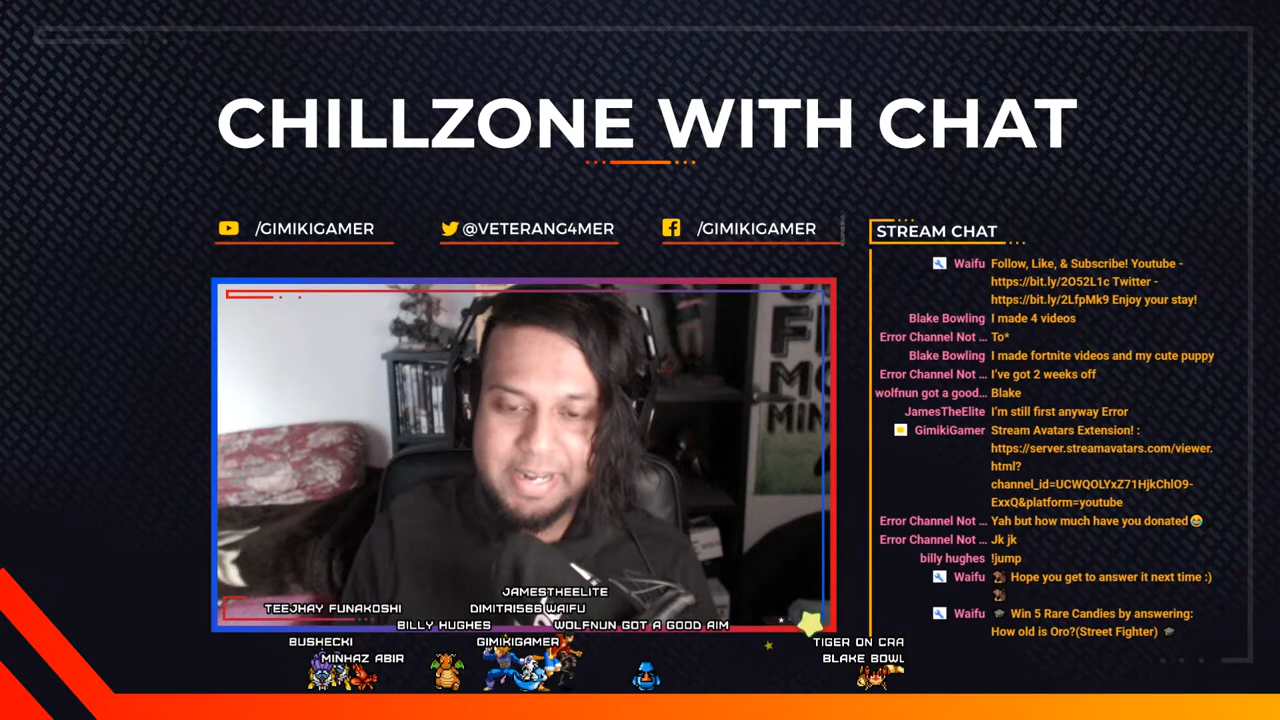 CHILLZONE WITH CHAT
/GIMIKIGAMER
@VETERANG4MER
/GIMIKIGAMER
STREAM CHAT
Waifu Follow, Like, & Subscribe! Youtube -
https://bit.ly/2O52L1c Twitter -
https://bit.ly/2LfpMk9 Enjoy your stay!
Blake Bowling I made 4 videos
Error Channel Not ... To*
Blake Bowling I made fortnite videos and my cute puppy
Error Channel Not ... I've got 2 weeks off
wolfnun got a good... Blake
JamesTheElite I'm still first anyway Error
GimikiGamer Stream Avatars Extension! :
https://server.streamavatars.com/viewer.
html?
channel_id=UCWQOLYxZ71HjkChlO9-
ExxQ&platform=youtube
Error Channel Not ... Yah but how much have you donated😂
Error Channel Not ... Jk jk
billy hughes !jump
Waifu Hope you get to answer it next time :)
Waifu Win 5 Rare Candies by answering:
How old is Oro?(Street Fighter)
JAMESTHEELITE
TEEJHAY FUNAKOSHI
DIMITRI566 WAIFU
BILLY HUGHES
WOLFNUN GOT A GOOD AIM
BUSHECKI
GIMIKIGAMER
TIGER ON CRA
MINHAZ ABIR
BLAKE BOWL